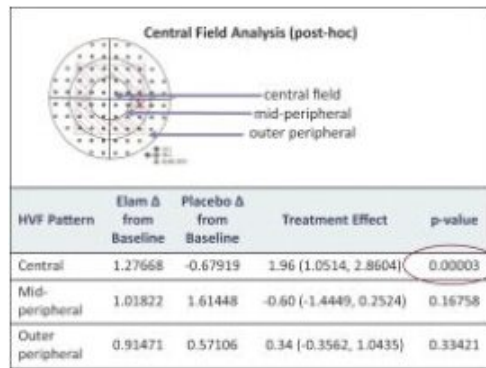 Central Field Analysis (post-hoc)
central field
mid-peripheral
outer peripheral
HVF Pattern Elam Δ from Baseline Placebo Δ from Baseline Treatment Effect p-value
Central 1.27668 -0.67919 1.96 (1.0514, 2.8604) 0.00003
Mid-peripheral 1.01822 1.61448 -0.60 (-1.4449, 0.2524) 0.16758
Outer peripheral 0.91471 0.57106 0.34 (-0.3562, 1.0435) 0.33421